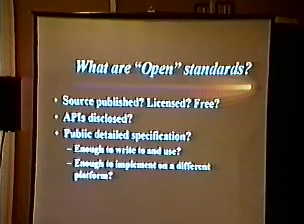 What are "Open" standards?
• Source published? Licensed? Free?
• APIs disclosed?
• Public detailed specification?
– Enough to write to and use?
– Enough to implement on a different
platform?